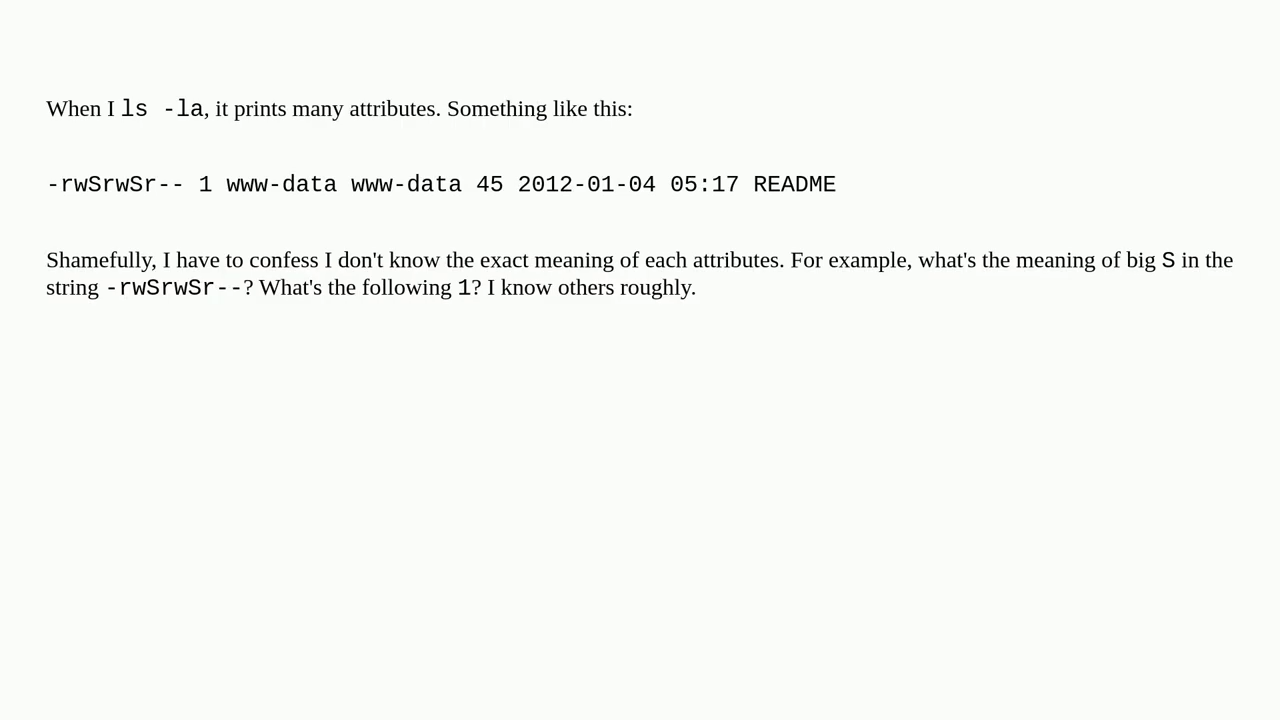 When I ls -la, it prints many attributes. Something like this:
-rwSrwSr-- 1 www-data www-data 45 2012-01-04 05:17 README
Shamefully, I have to confess I don't know the exact meaning of each attributes. For example, what's the meaning of big S in the
string -rwSrwSr--? What's the following 1? I know others roughly.